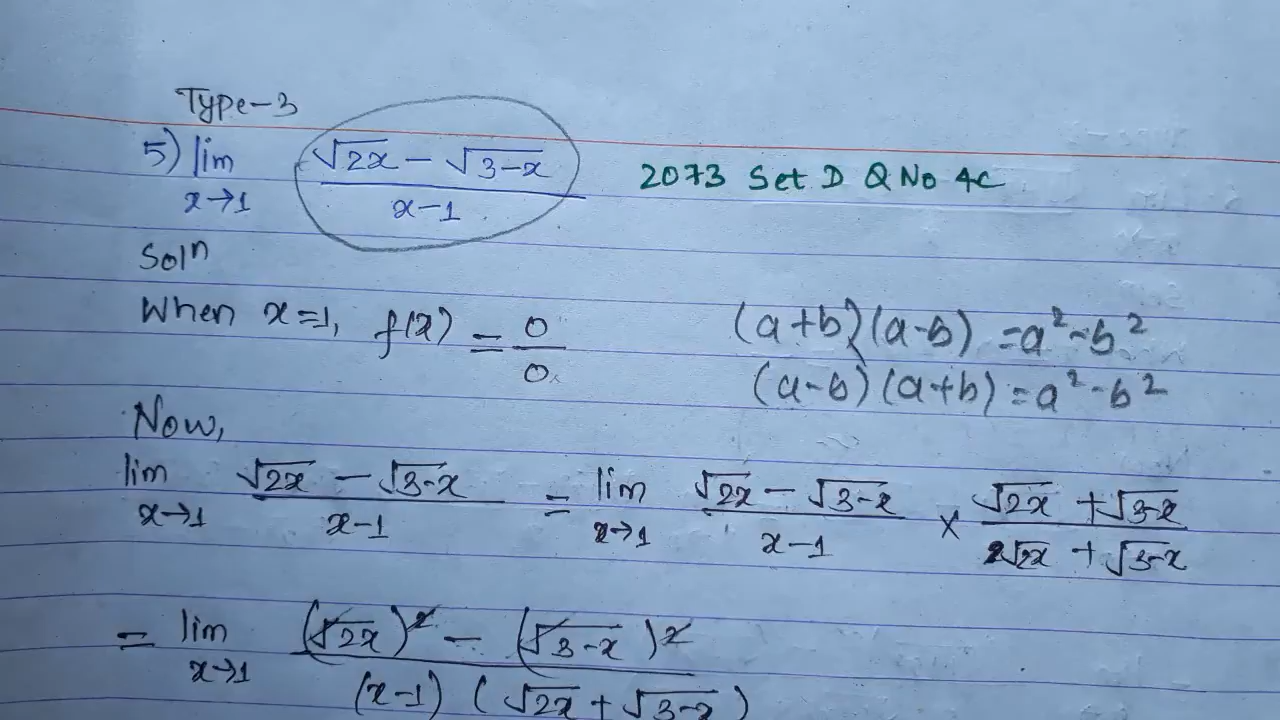 Type-3
5) lim x→1 (√2x - √3-x)/(x-1) 2073 Set D Q No 4c
Solⁿ
When x=1, f(x) = 0/0
(a+b)(a-b) = a²-b²
(a-b)(a+b) = a²-b²
Now,
lim x→1 (√2x - √3-x)/(x-1) = lim x→1 (√2x - √3-x)/(x-1) × (√2x + √3-x)/(√2x + √3-x)
= lim x→1 ((√2x)² - (√3-x)²)/((x-1) (√2x + √3-x))